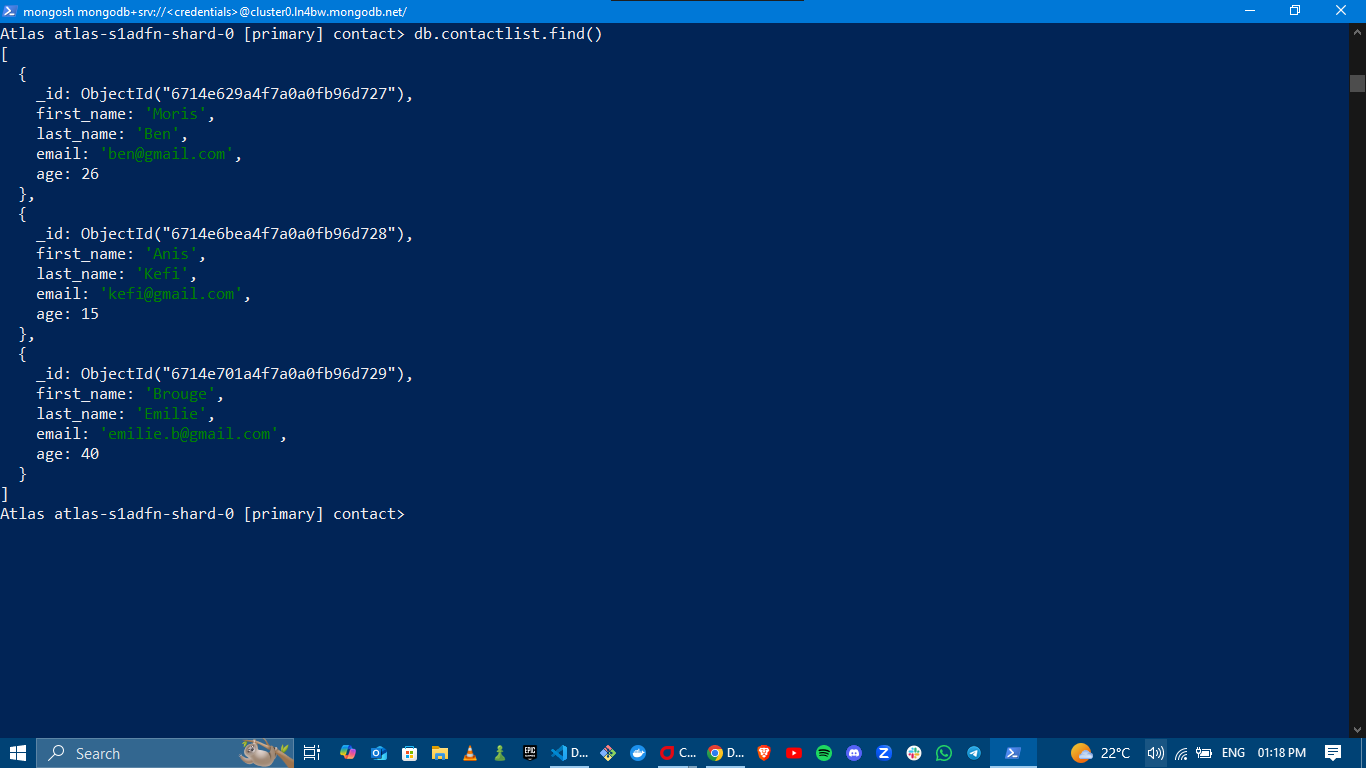 mongosh mongodb+srv://<credentials>@cluster0.ln4bw.mongodb.net/
Atlas atlas-s1adfn-shard-0 [primary] contact> db.contactlist.find()
[
  {
    _id: ObjectId("6714e629a4f7a0a0fb96d727"),
    first_name: 'Moris',
    last_name: 'Ben',
    email: 'ben@gmail.com',
    age: 26
  },
  {
    _id: ObjectId("6714e6bea4f7a0a0fb96d728"),
    first_name: 'Anis',
    last_name: 'Kefi',
    email: 'kefi@gmail.com',
    age: 15
  },
  {
    _id: ObjectId("6714e701a4f7a0a0fb96d729"),
    first_name: 'Brouge',
    last_name: 'Emilie',
    email: 'emilie.b@gmail.com',
    age: 40
  }
]
Atlas atlas-s1adfn-shard-0 [primary] contact>
Search EPIC D... C... D... 22°C ENG 01:18 PM